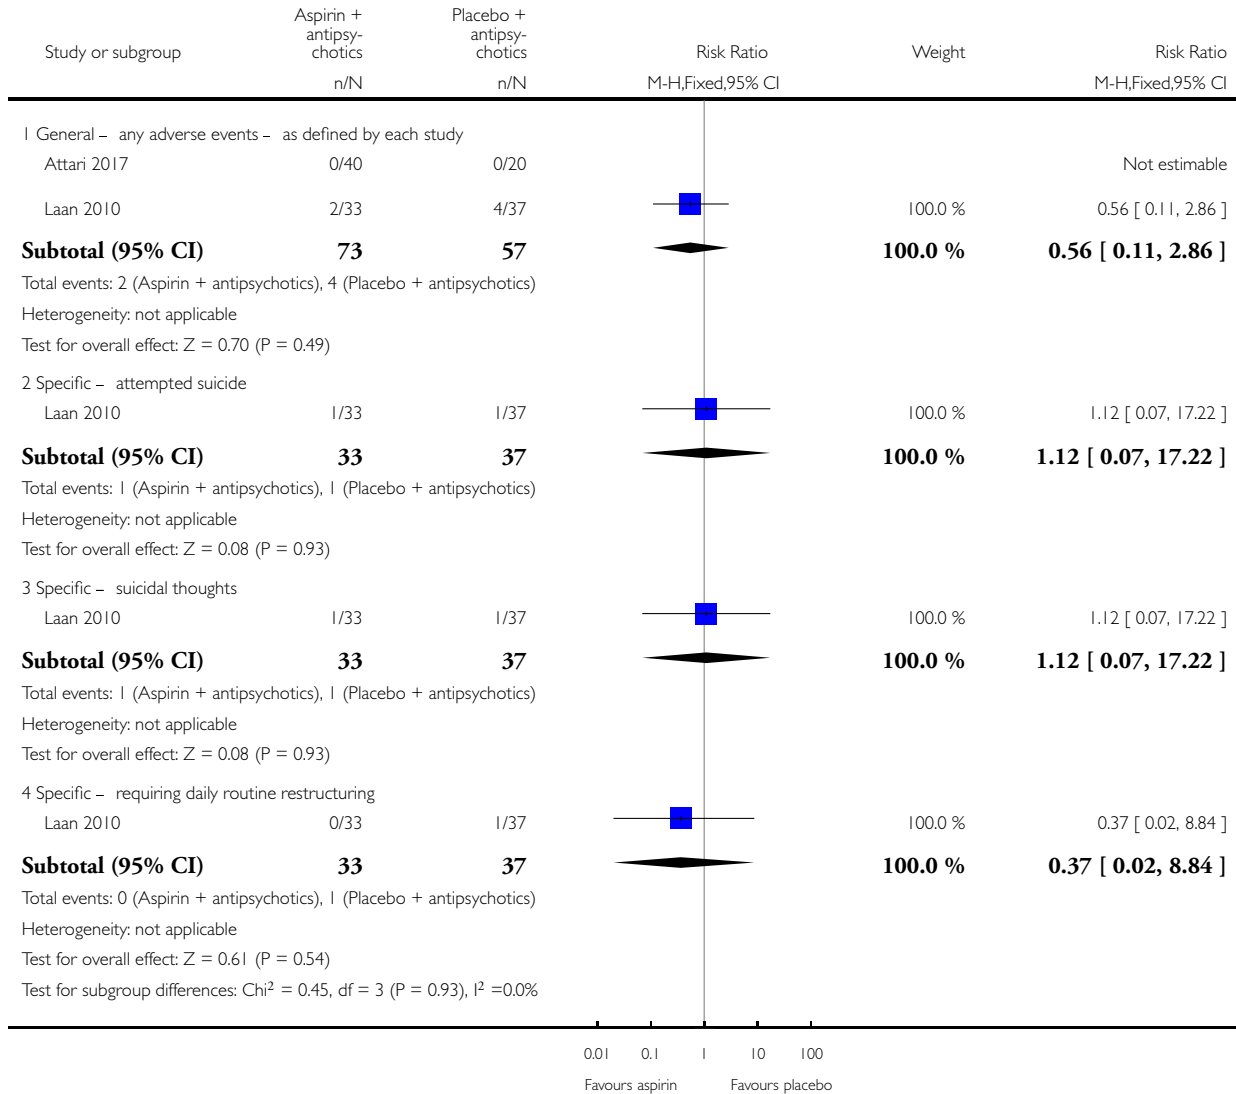 Aspirin +
antipsy-
chotics
Placebo +
antipsy-
chotics
Study or subgroup Risk Ratio Weight Risk Ratio
n/N n/N M-H,Fixed,95% CI M-H,Fixed,95% CI
1 General – any adverse events – as defined by each study
Attari 2017 0/40 0/20 Not estimable
Laan 2010 2/33 4/37 100.0 % 0.56 [ 0.11, 2.86 ]
Subtotal (95% CI) 73 57 100.0 % 0.56 [ 0.11, 2.86 ]
Total events: 2 (Aspirin + antipsychotics), 4 (Placebo + antipsychotics)
Heterogeneity: not applicable
Test for overall effect: Z = 0.70 (P = 0.49)
2 Specific – attempted suicide
Laan 2010 1/33 1/37 100.0 % 1.12 [ 0.07, 17.22 ]
Subtotal (95% CI) 33 37 100.0 % 1.12 [ 0.07, 17.22 ]
Total events: 1 (Aspirin + antipsychotics), 1 (Placebo + antipsychotics)
Heterogeneity: not applicable
Test for overall effect: Z = 0.08 (P = 0.93)
3 Specific – suicidal thoughts
Laan 2010 1/33 1/37 100.0 % 1.12 [ 0.07, 17.22 ]
Subtotal (95% CI) 33 37 100.0 % 1.12 [ 0.07, 17.22 ]
Total events: 1 (Aspirin + antipsychotics), 1 (Placebo + antipsychotics)
Heterogeneity: not applicable
Test for overall effect: Z = 0.08 (P = 0.93)
4 Specific – requiring daily routine restructuring
Laan 2010 0/33 1/37 100.0 % 0.37 [ 0.02, 8.84 ]
Subtotal (95% CI) 33 37 100.0 % 0.37 [ 0.02, 8.84 ]
Total events: 0 (Aspirin + antipsychotics), 1 (Placebo + antipsychotics)
Heterogeneity: not applicable
Test for overall effect: Z = 0.61 (P = 0.54)
Test for subgroup differences: Chi² = 0.45, df = 3 (P = 0.93), I² =0.0%
0.01 0.1 1 10 100
Favours aspirin Favours placebo